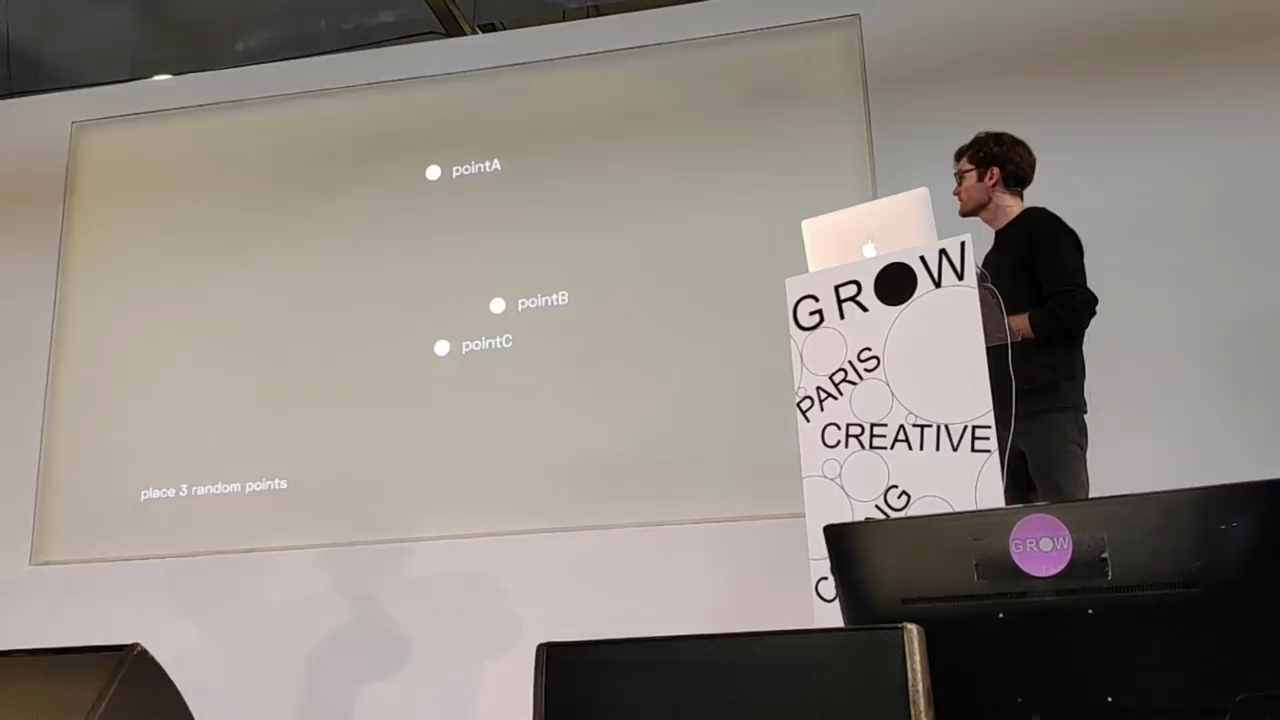 pointA
pointB
pointC
place 3 random points
GROW
PARIS
CREATIVE
GROW